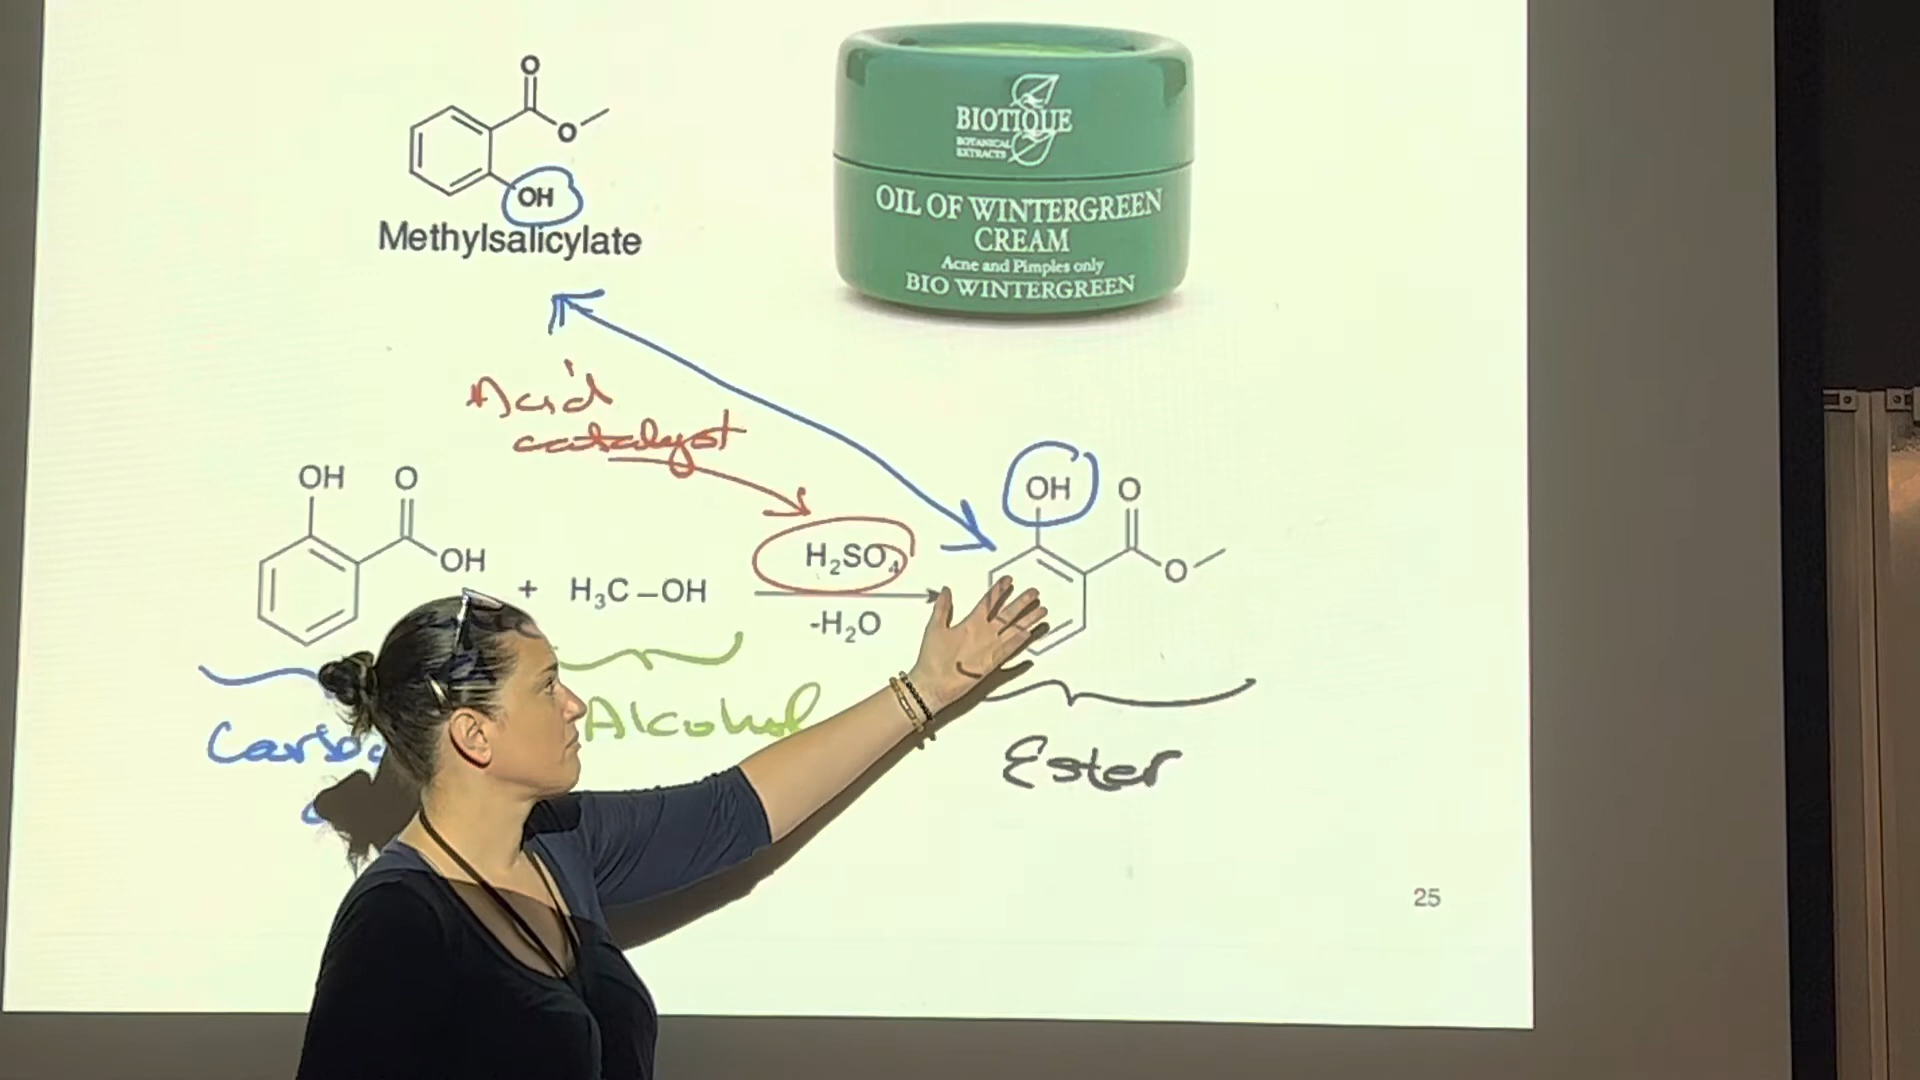 O
O
OH
Methylsalicylate
BIOTIQUE
BOTANICAL
EXTRACTS
OIL OF WINTERGREEN
CREAM
Acne and Pimples only
BIO WINTERGREEN
Acid
catalyst
OH
O
OH
+
H₃C–OH
H₂SO₄
-H₂O
OH
O
O
Alcohol
Ester
25